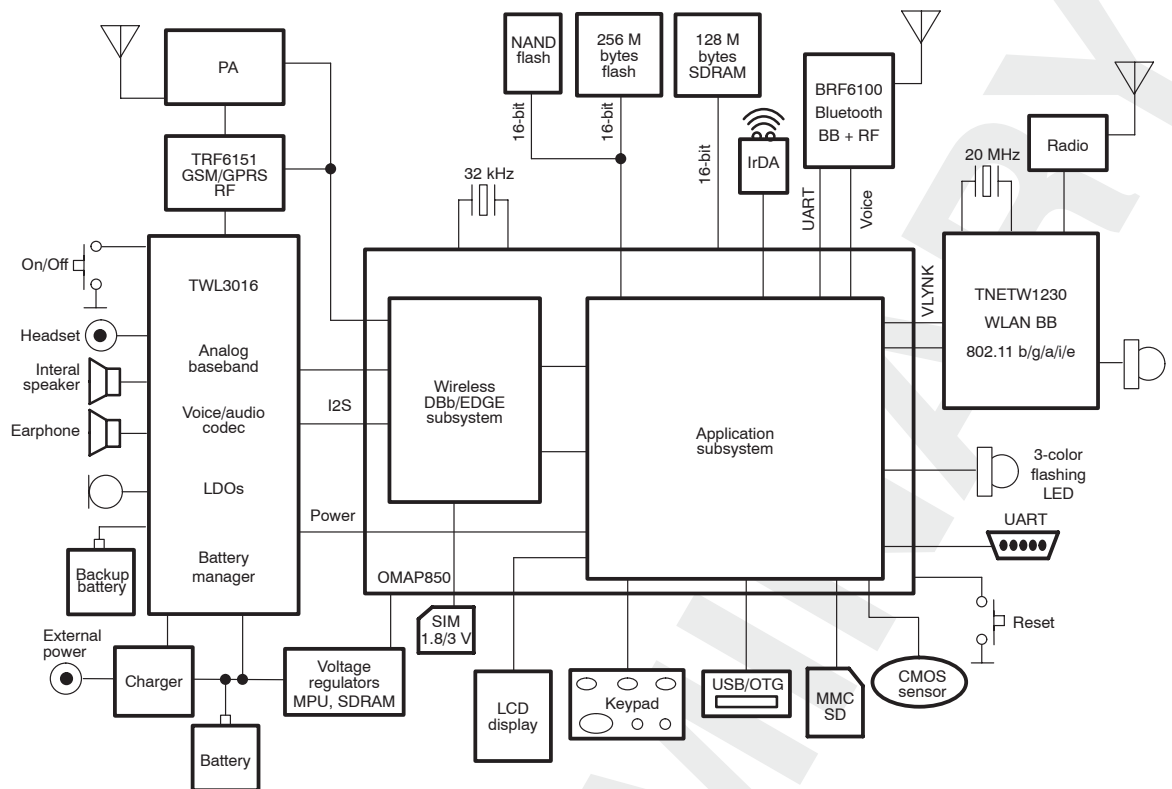 PA
NAND
flash
256 M
bytes
flash
128 M
bytes
SDRAM
BRF6100
Bluetooth
BB + RF
Radio
16-bit
16-bit
16-bit
IrDA
20 MHz
TRF6151
GSM/GPRS
RF
32 kHz
UART
Voice
On/Off
TWL3016
VLYNK
TNETW1230
WLAN BB
802.11 b/g/a/i/e
Headset
Analog
baseband
Interal
speaker
Wireless
DBb/EDGE
subsystem
I2S
Voice/audio
codec
Earphone
Application
subsystem
LDOs
3-color
flashing
LED
Power
UART
Battery
manager
Backup
battery
OMAP850
SIM
1.8/3 V
Reset
External
power
Charger
Voltage
regulators
MPU, SDRAM
LCD
display
Keypad
USB/OTG
MMC
SD
CMOS
sensor
Battery